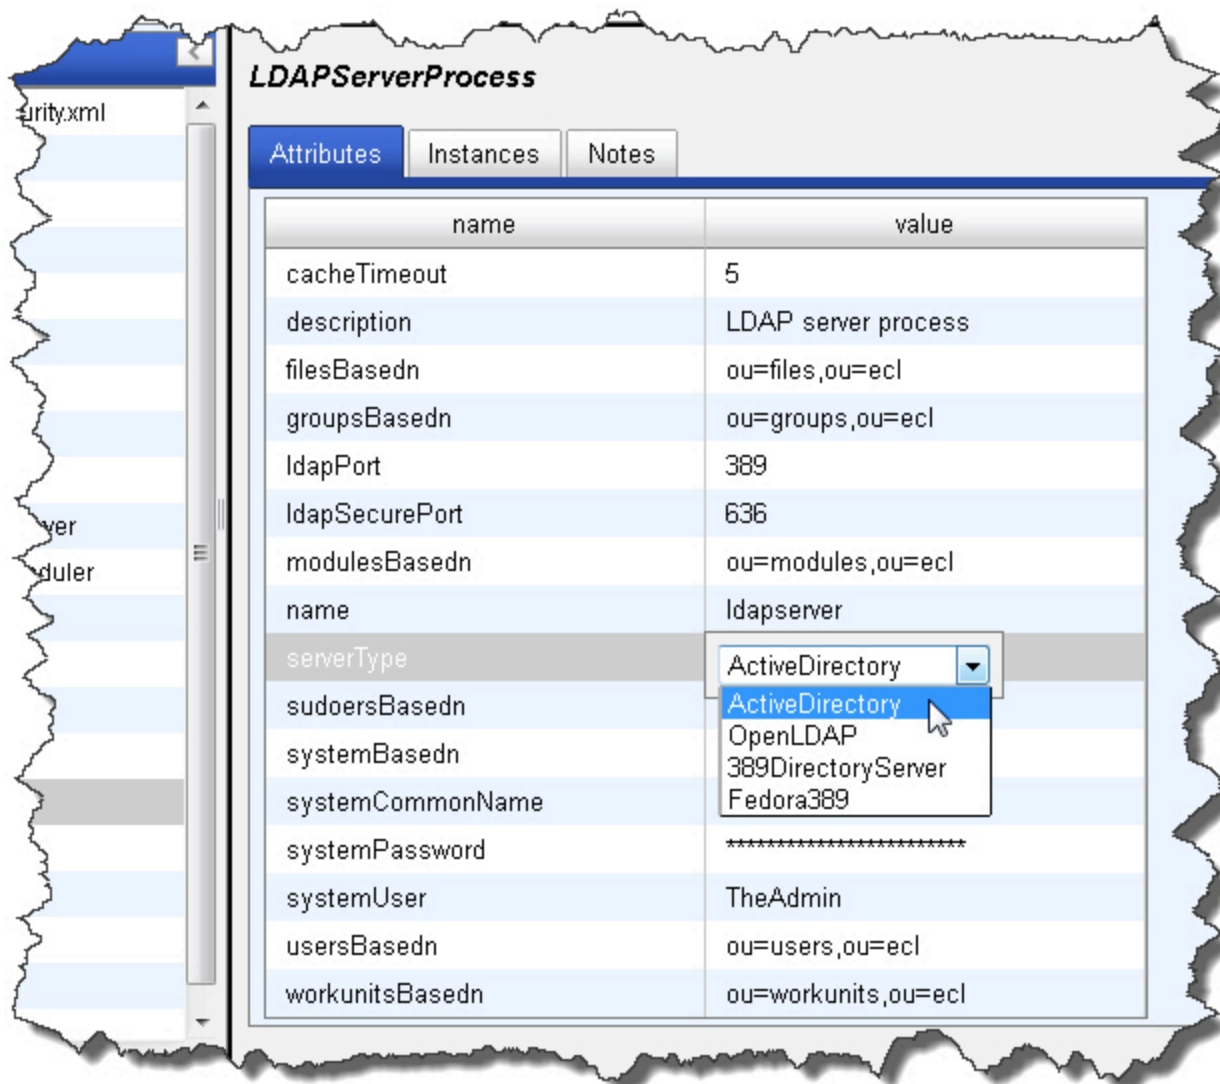 urity.xml
ver
duler
LDAPServerProcess
Attributes Instances Notes
name value
cacheTimeout 5
description LDAP server process
filesBasedn ou=files,ou=ecl
groupsBasedn ou=groups,ou=ecl
ldapPort 389
ldapSecurePort 636
modulesBasedn ou=modules,ou=ecl
name ldapserver
serverType ActiveDirectory
ActiveDirectory
sudoersBasedn
OpenLDAP
systemBasedn
389DirectoryServer
systemCommonName Fedora389
systemPassword ************************
systemUser TheAdmin
usersBasedn ou=users,ou=ecl
workunitsBasedn ou=workunits,ou=ecl